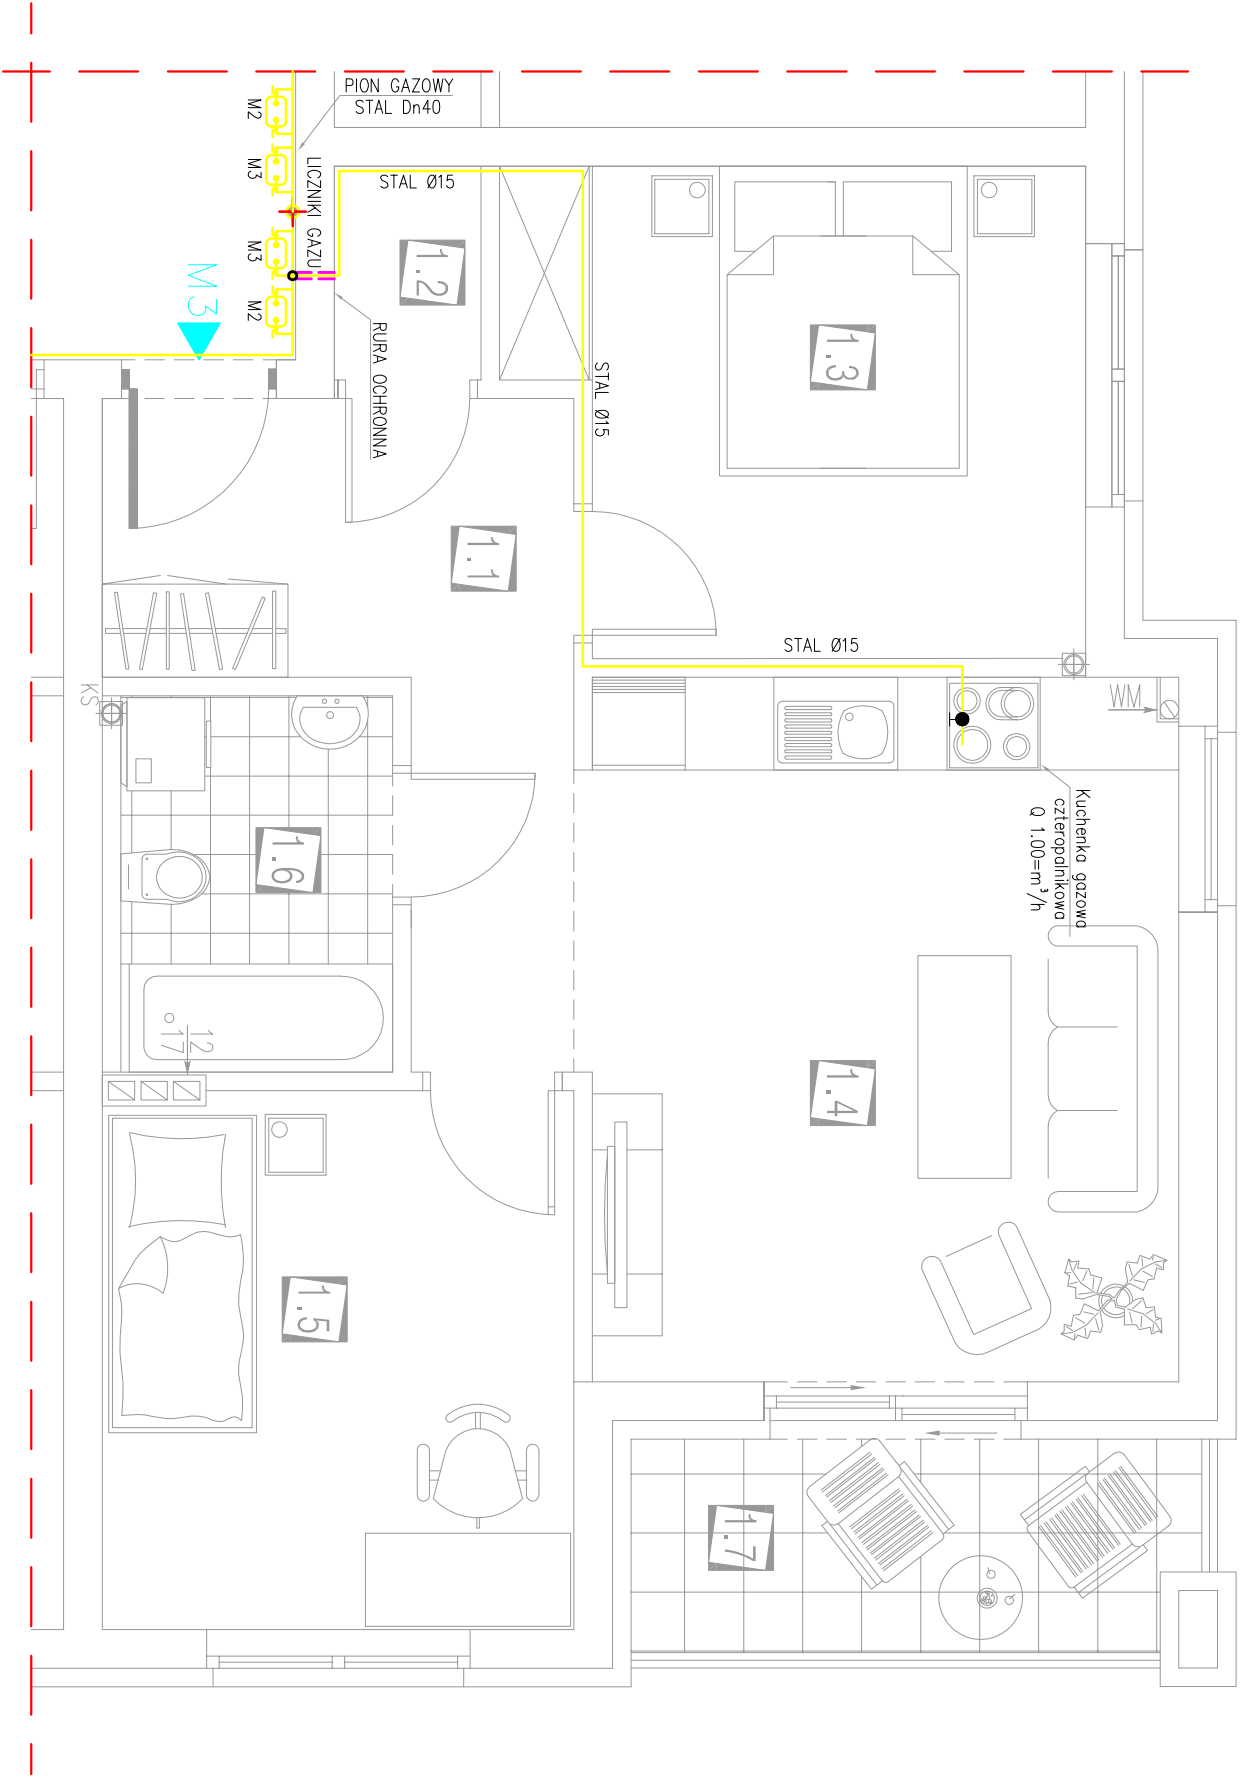 PION GAZOWY
STAL Dn40
M2
M3
LICZNIKI GAZU
STAL Ø15
M3
M2
M3
1.2
RURA OCHRONNA
1.3
STAL Ø15
1.1
STAL Ø15
KS
WM
Kuchenka gazowa
czteropalnikowa
Q 1.00=m³/h
1.6
12
17
1.4
1.5
1.7